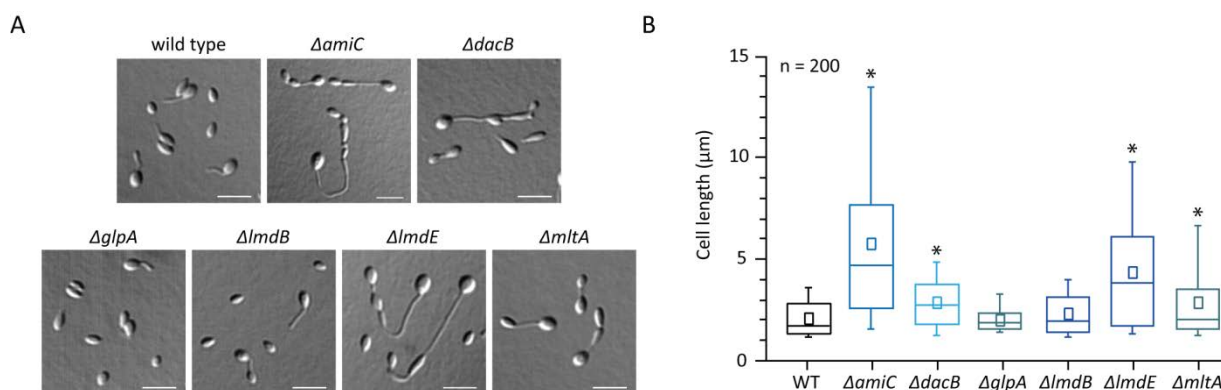 A
wild type ΔamiC ΔdacB
ΔglpA ΔlmdB ΔlmdE ΔmltA
B
n = 200
Cell length (µm)
15
10
5
0
* * * *
WT ΔamiC ΔdacB ΔglpA ΔlmdB ΔlmdE ΔmltA